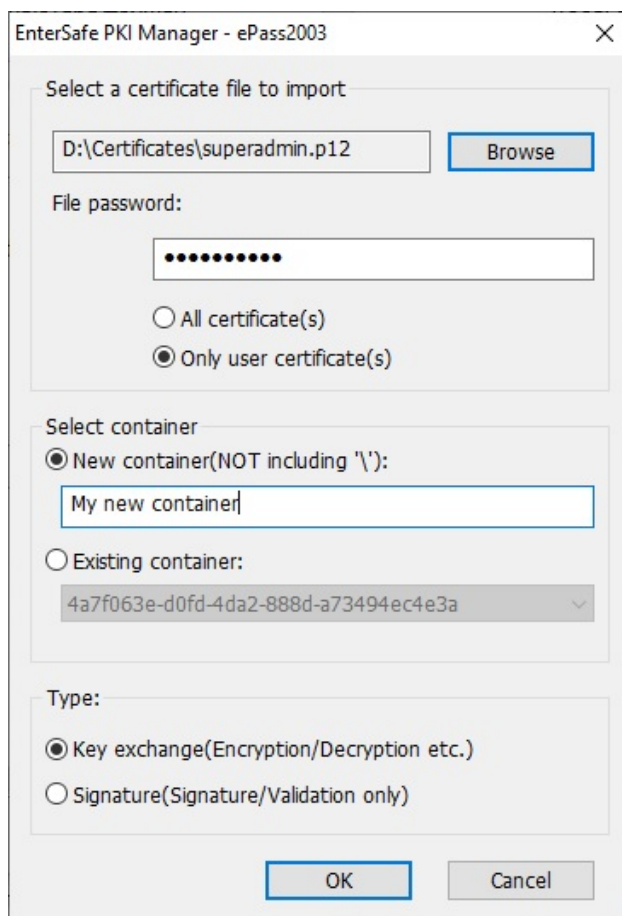 EnterSafe PKI Manager - ePass2003
Select a certificate file to import
D:\Certificates\superadmin.p12
Browse
File password:
●●●●●●●●●●
All certificate(s)
Only user certificate(s)
Select container
New container(NOT including '\'):
My new container
Existing container:
4a7f063e-d0fd-4da2-888d-a73494ec4e3a
Type:
Key exchange(Encryption/Decryption etc.)
Signature(Signature/Validation only)
OK
Cancel